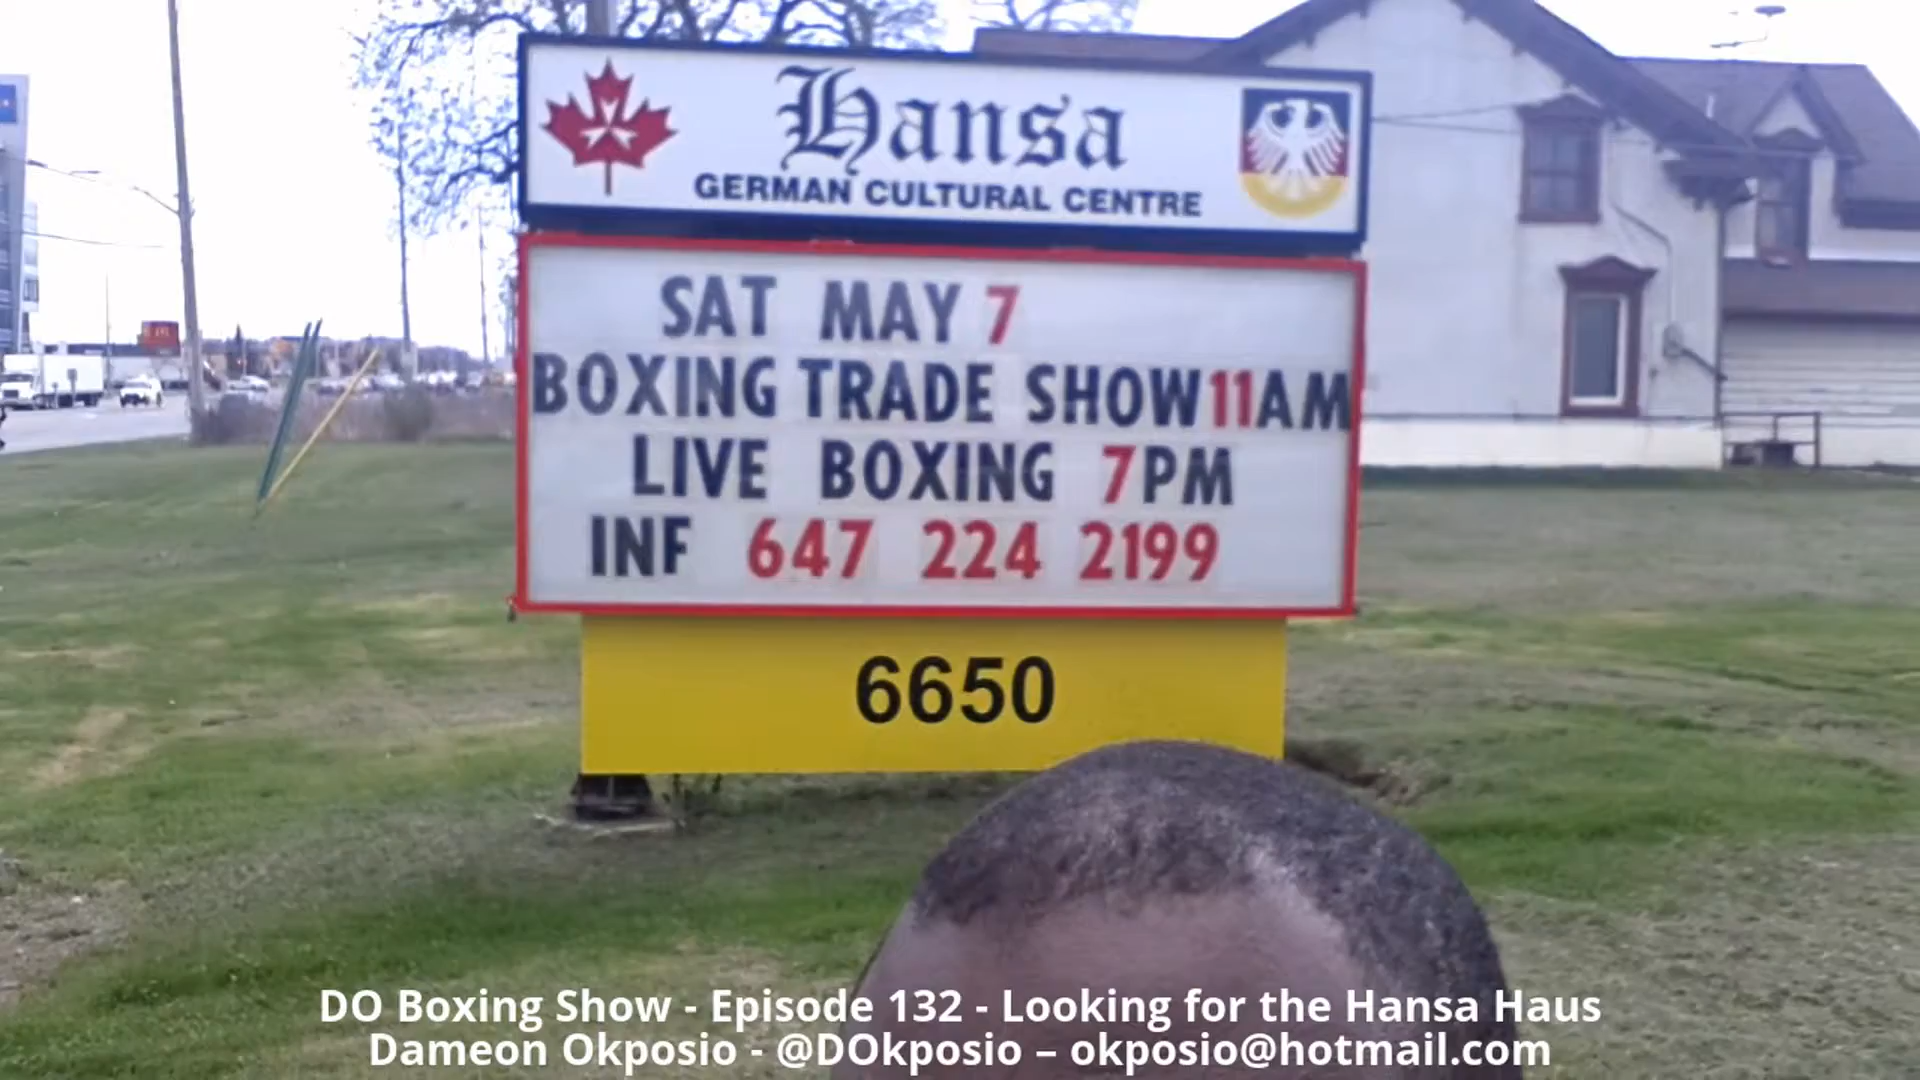 Hansa
GERMAN CULTURAL CENTRE
SAT MAY 7
BOXING TRADE SHOW 11AM
LIVE BOXING 7PM
INF 647 224 2199
6650
DO Boxing Show - Episode 132 - Looking for the Hansa Haus
Dameon Okposio - @DOkposio – okposio@hotmail.com